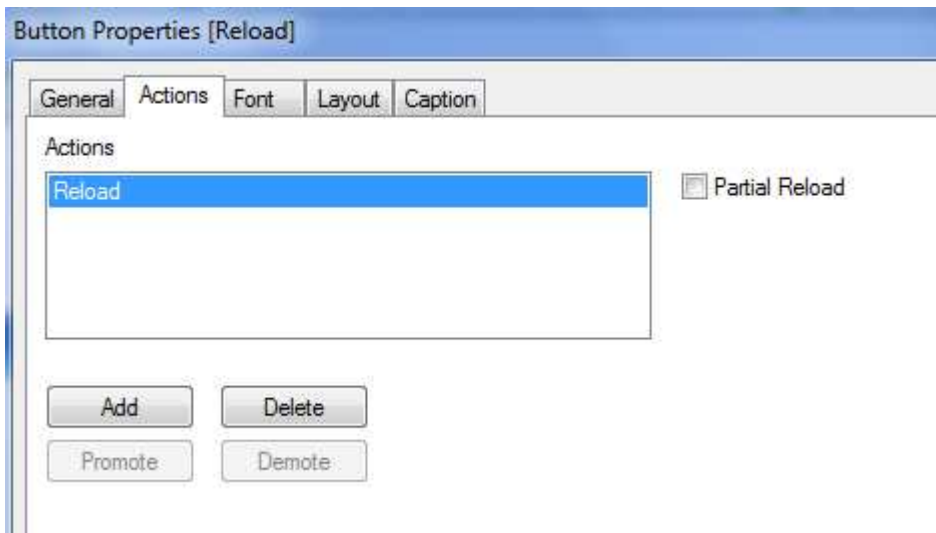 Button Properties [Reload]
General Actions Font Layout Caption
Actions
Reload
Partial Reload
Add Delete
Promote Demote